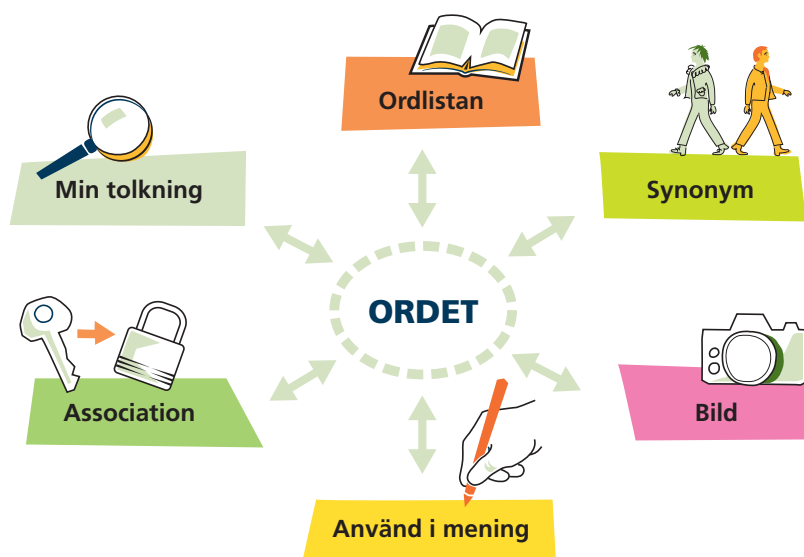 Ordlistan
Min tolkning
Synonym
ORDET
Association
Bild
Använd i mening